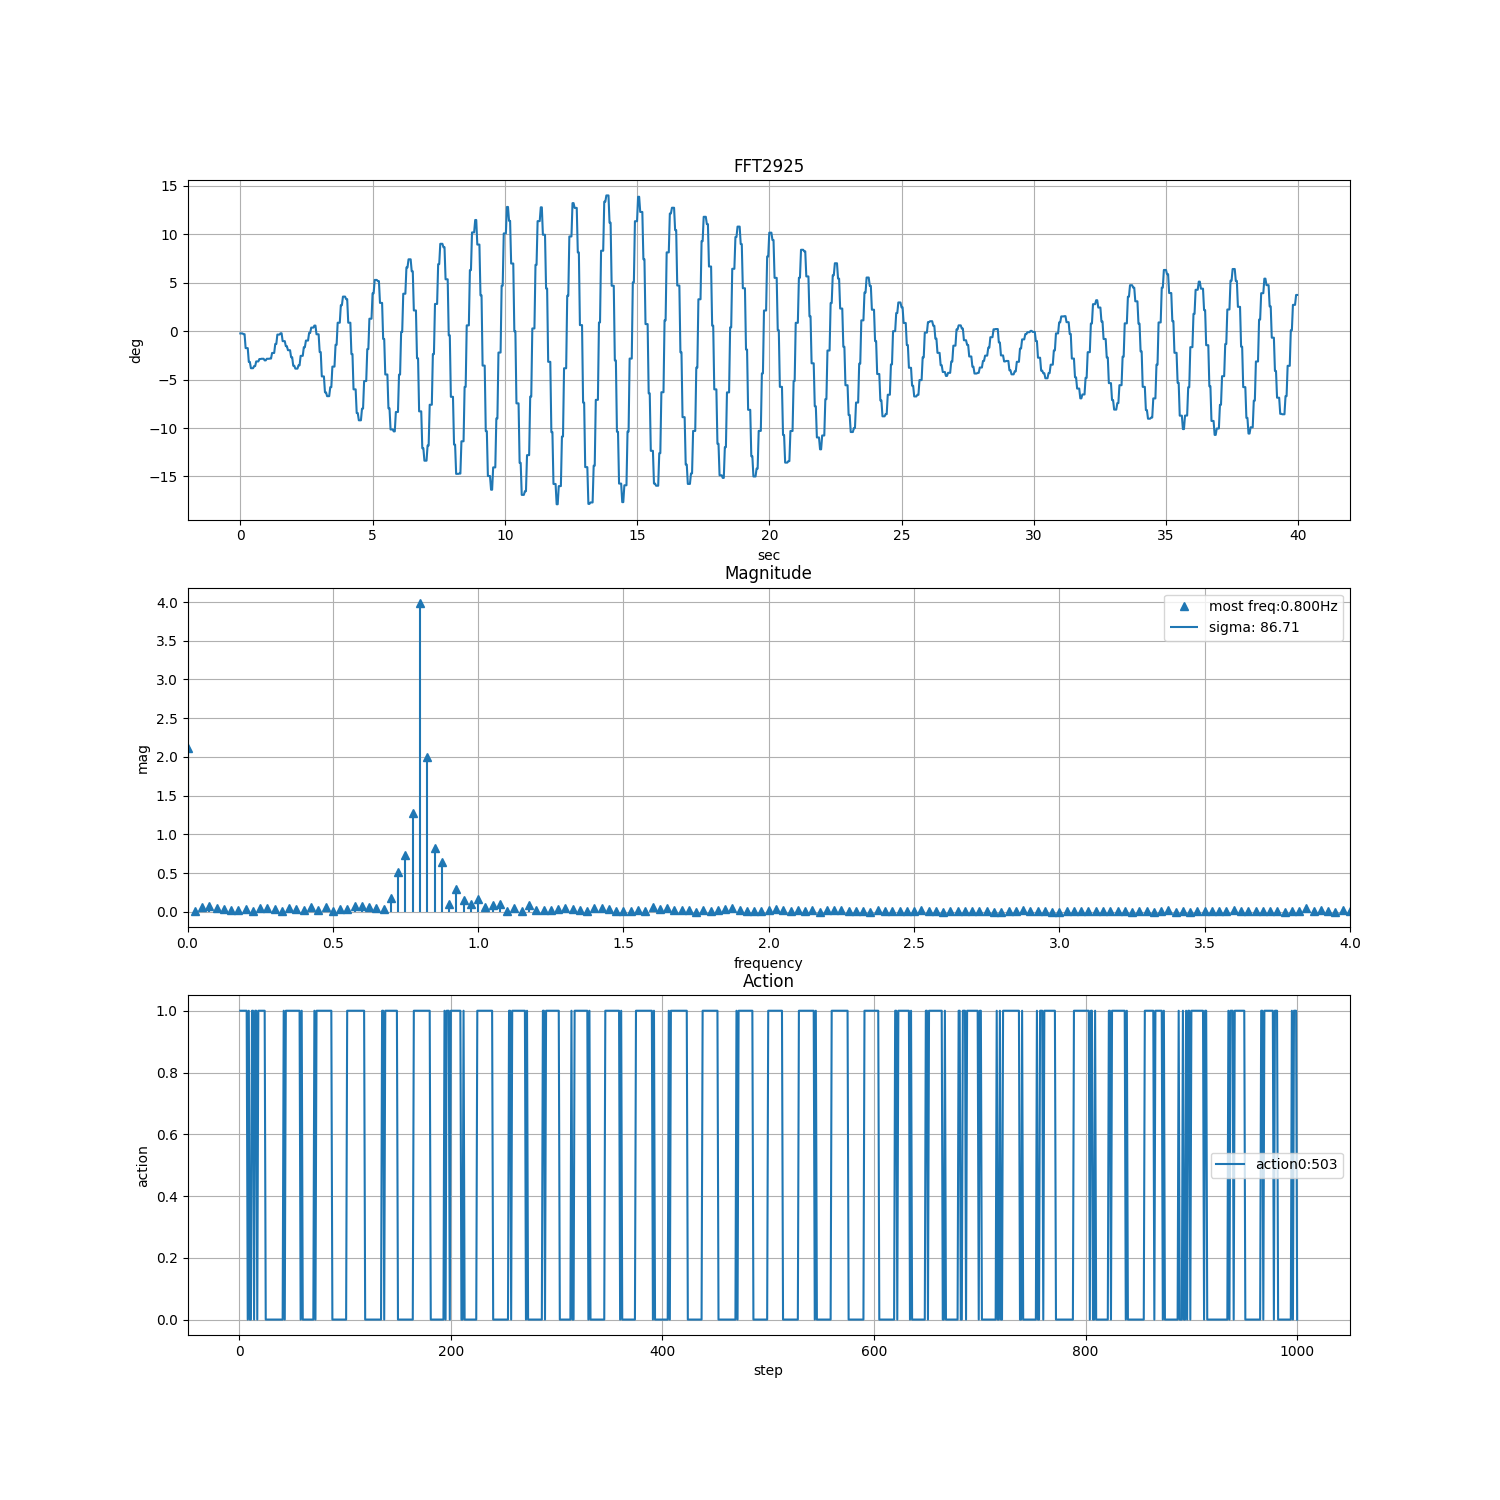 FFT2925
15
10
5
0
−5
−10
−15
deg
0 5 10 15 20 25 30 35 40
sec
Magnitude
4.0
3.5
3.0
2.5
2.0
1.5
1.0
0.5
0.0
mag
most freq:0.800Hz
sigma: 86.71
0.0 0.5 1.0 1.5 2.0 2.5 3.0 3.5 4.0
frequency
Action
1.0
0.8
0.6
0.4
0.2
0.0
action
action0:503
0 200 400 600 800 1000
step